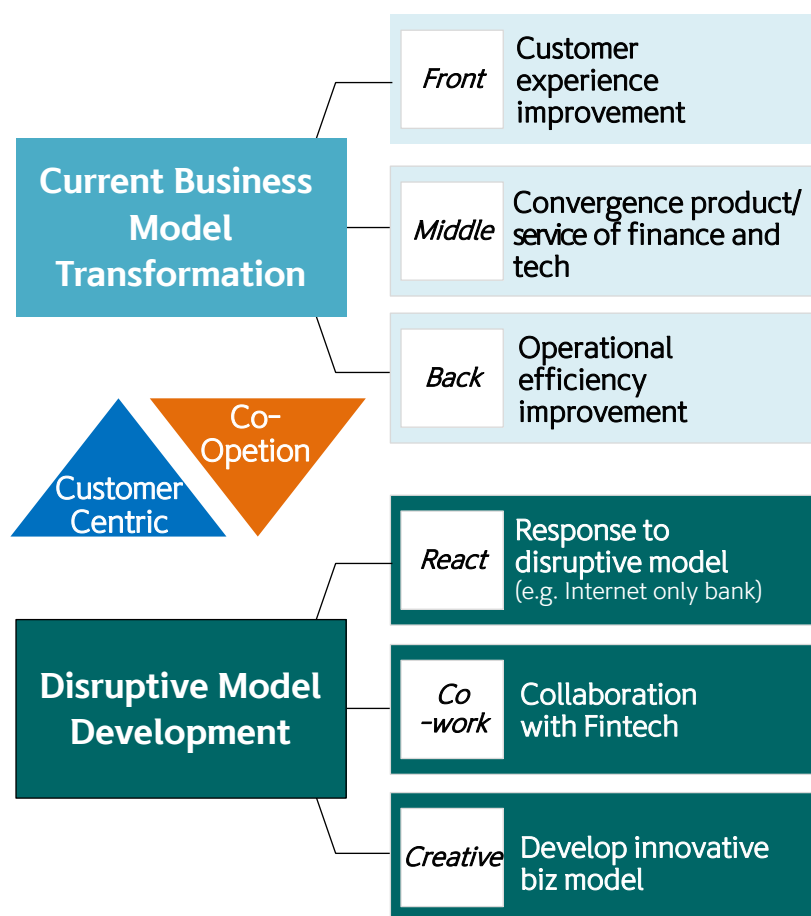 Current Business
Model
Transformation
Front
Customer
experience
improvement
Middle
Convergence product/
service of finance and
tech
Back
Operational
efficiency
improvement
Customer
Centric
Co-
Opetion
Disruptive Model
Development
React
Response to
disruptive model
(e.g. Internet only bank)
Co
-work
Collaboration
with Fintech
Creative
Develop innovative
biz model